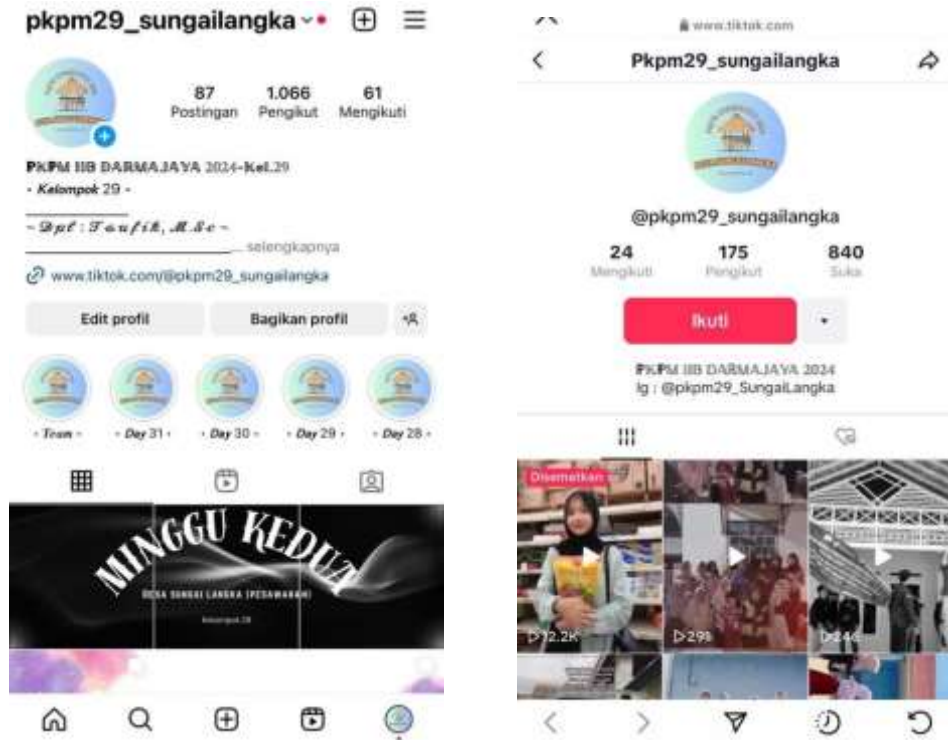 pkpm29_sungailangka
87 1.066 61
Postingan Pengikut Mengikuti
PKPM IIB DARMAJAYA 2024-Kel.29
- Kelompok 29 -
~ Dpl : Taufik, M.Sc ~
... selengkapnya
www.tiktok.com/@pkpm29_sungailangka
Edit profil Bagikan profil
- Team - - Day 31 - - Day 30 - - Day 29 - - Day 28 -
MINGGU KEDUA
DESA SUNGAI LANGKA (PESAWARAN)
kelompok 29
www.tiktok.com
Pkpm29_sungailangka
@pkpm29_sungailangka
24 175 840
Mengikuti Pengikut Suka
Ikuti
PKPM IIB DARMAJAYA 2024
Ig : @pkpm29_SungaiLangka
Disematkan
12.2K 291 246